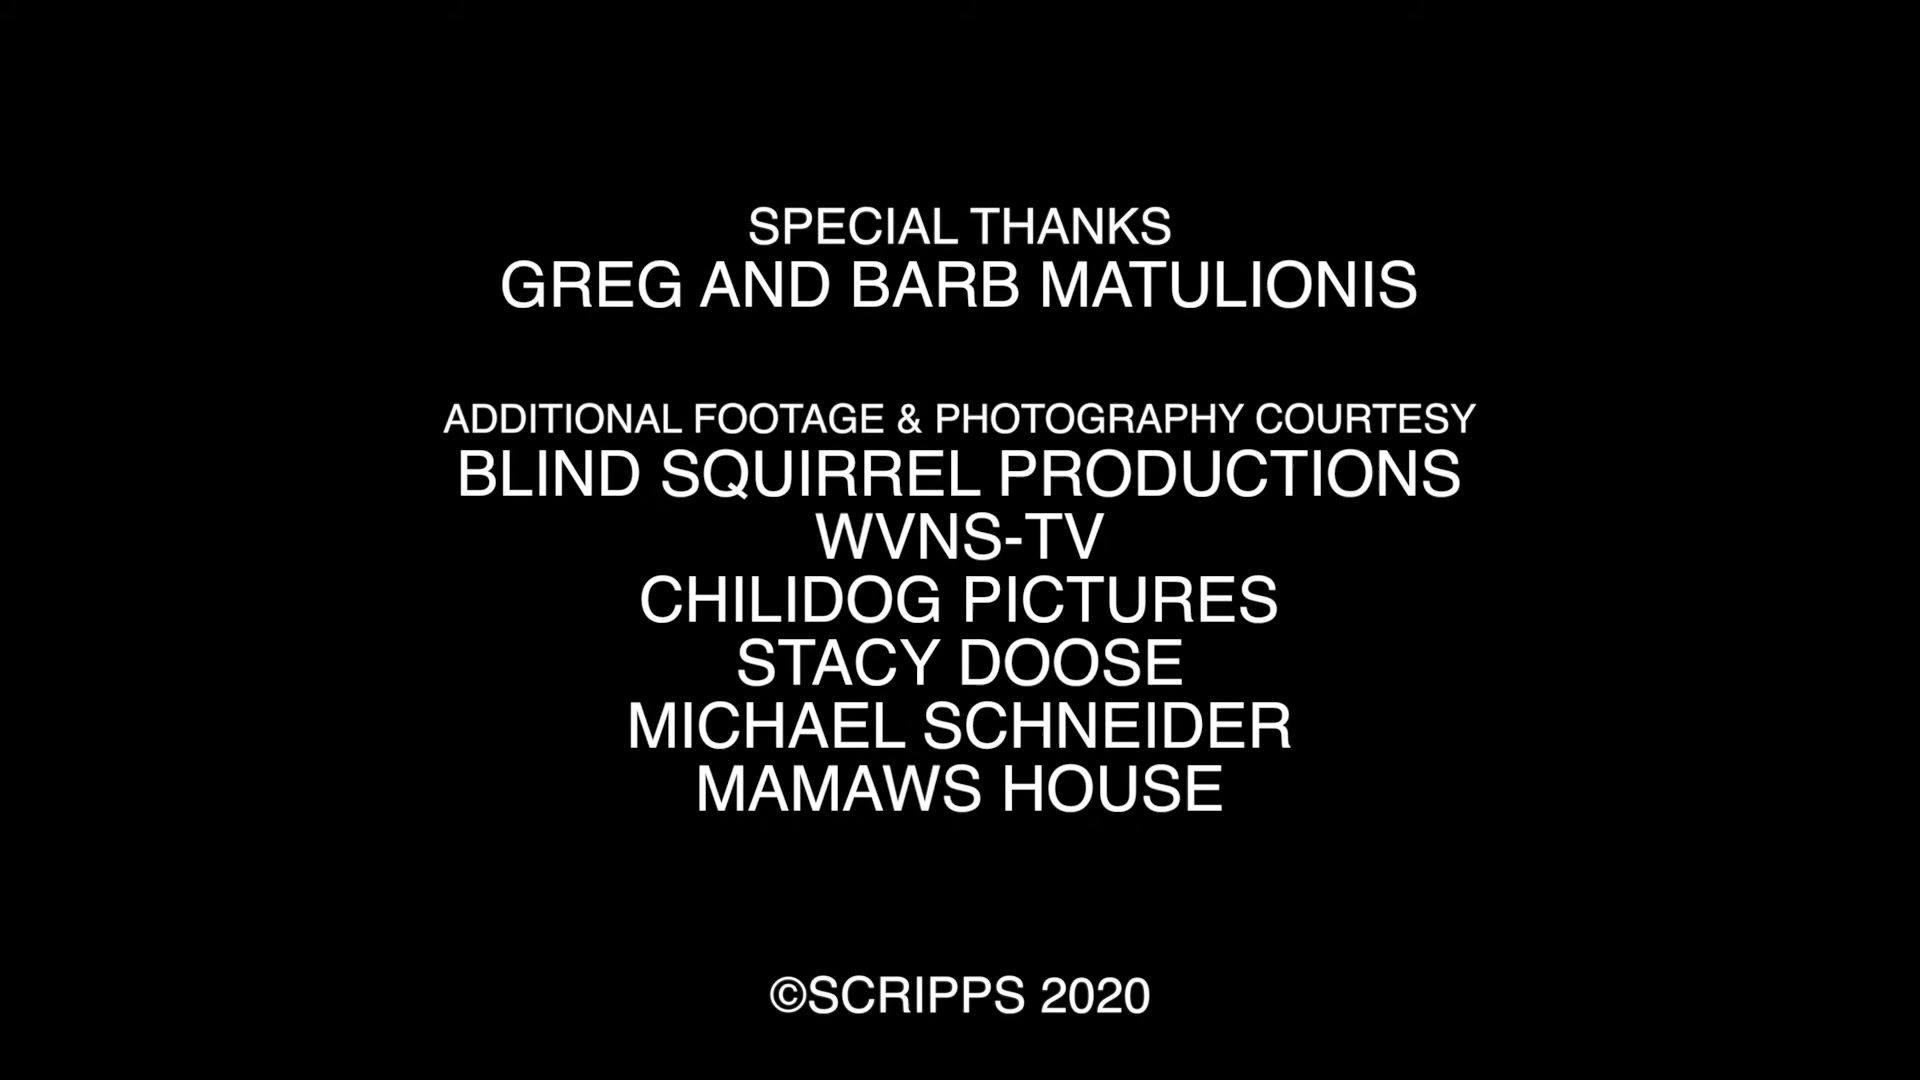 SPECIAL THANKS
GREG AND BARB MATULIONIS
ADDITIONAL FOOTAGE & PHOTOGRAPHY COURTESY
BLIND SQUIRREL PRODUCTIONS
WVNS-TV
CHILIDOG PICTURES
STACY DOOSE
MICHAEL SCHNEIDER
MAMAWS HOUSE
©SCRIPPS 2020